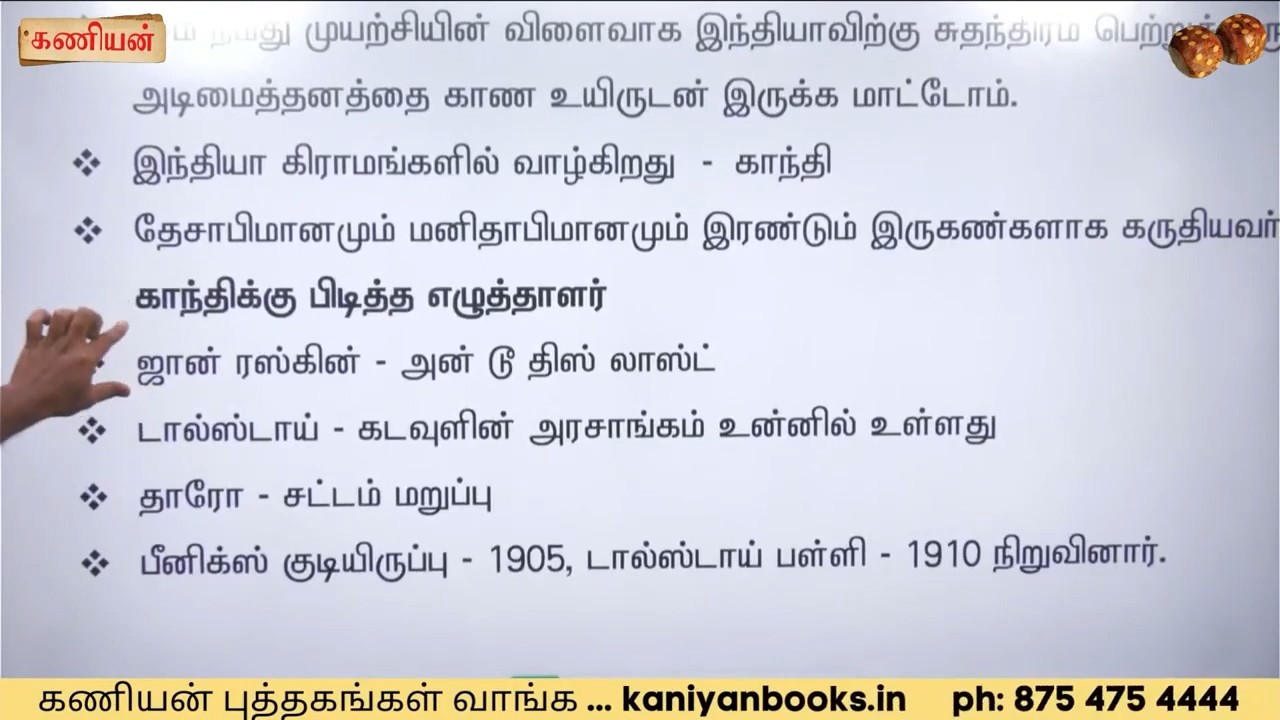 கணியன்
நமது முயற்சியின் விளைவாக இந்தியாவிற்கு சுதந்திரம்
அடிமைத்தனத்தை காண உயிருடன் இருக்க மாட்டோம்.
❖ இந்தியா கிராமங்களில் வாழ்கிறது - காந்தி
❖ தேசாபிமானமும் மனிதாபிமானமும் இரண்டும் இருகண்களாக கருதியவர்
காந்திக்கு பிடித்த எழுத்தாளர்
ஜான் ரஸ்கின் - அன் டூ திஸ் லாஸ்ட்
❖ டால்ஸ்டாய் - கடவுளின் அரசாங்கம் உன்னில் உள்ளது
❖ தாரோ - சட்டம் மறுப்பு
❖ பீனிக்ஸ் குடியிருப்பு - 1905, டால்ஸ்டாய் பள்ளி - 1910 நிறுவினார்.
கணியன் புத்தகங்கள் வாங்க ... kaniyanbooks.in ph: 875 475 4444